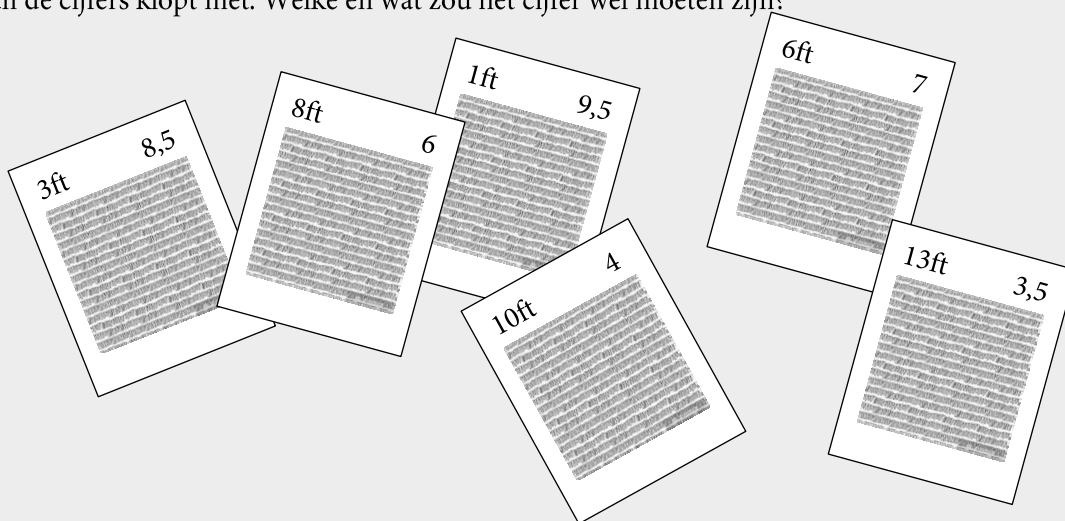 n de cijfers klopt niet. Welke en wat zou het cijfer wel moeten zijn?
3ft 8,5
8ft 6
1ft 9,5
10ft 4
6ft 7
13ft 3,5